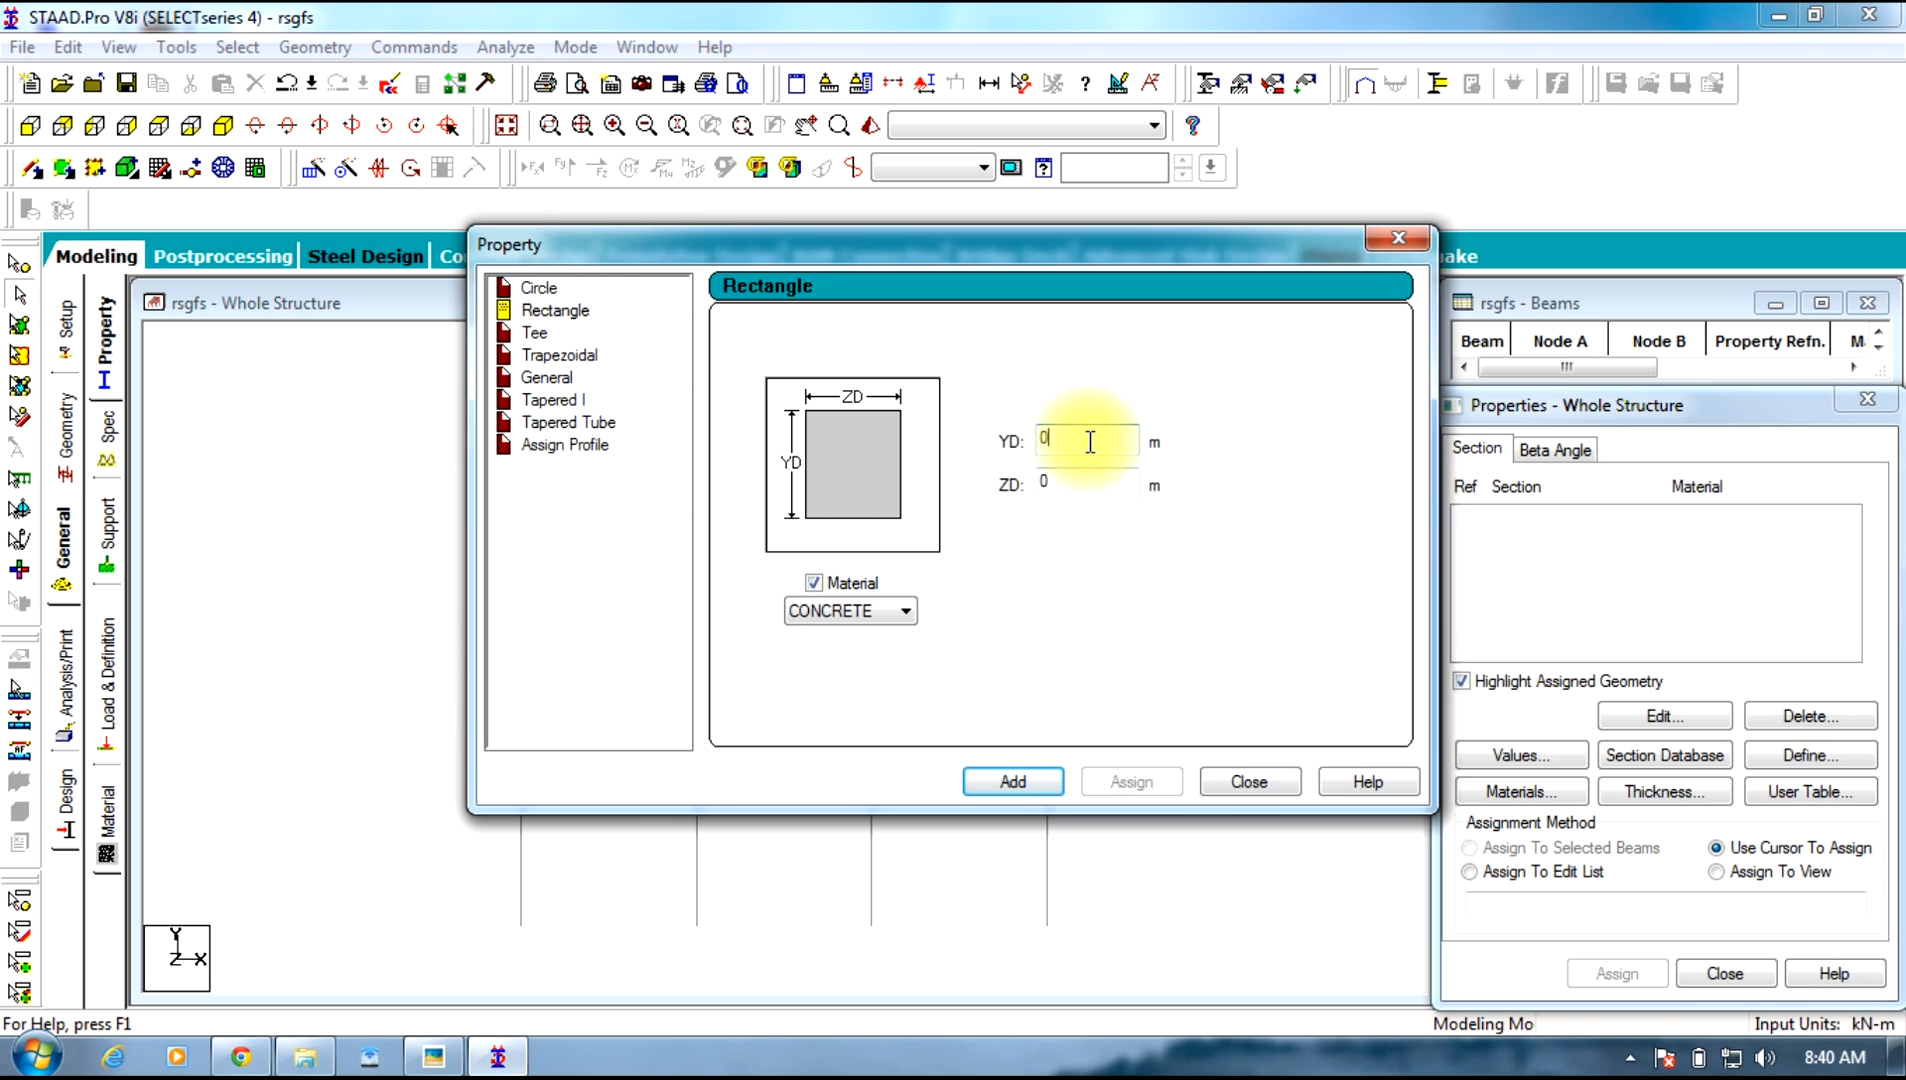 STAAD.Pro V8i (SELECTseries 4) - rsgfs
File Edit View Tools Select Geometry Commands Analyze Mode Window Help
Modeling Postprocessing Steel Design Co
ake
rsgfs - Whole Structure
Setup
Geometry
General
Analysis/Print
Design
Property
Spec
Support
Load & Definition
Material
Property
Circle
Rectangle
Tee
Trapezoidal
General
Tapered I
Tapered Tube
Assign Profile
Rectangle
ZD
YD
YD: 0 m
ZD: 0 m
Material
CONCRETE
Add Assign Close Help
rsgfs - Beams
Beam Node A Node B Property Refn. M
Properties - Whole Structure
Section Beta Angle
Ref Section Material
Highlight Assigned Geometry
Edit... Delete...
Values... Section Database Define...
Materials... Thickness... User Table...
Assignment Method
Assign To Selected Beams Use Cursor To Assign
Assign To Edit List Assign To View
Assign Close Help
Y
Z X
For Help, press F1
Modeling Mo Input Units: kN-m
8:40 AM